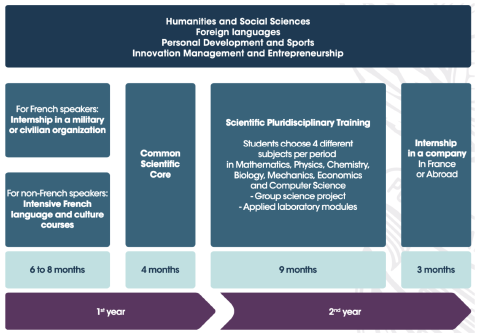 Humanities and Social Sciences
Foreign languages
Personal Development and Sports
Innovation Management and Entrepreneurship
For French speakers:
Internship in a military
or civilian organization
For non-French speakers:
Intensive French
language and culture
courses
Common
Scientific
Core
Scientific Pluridisciplinary Training
Students choose 4 different
subjects per period
in Mathematics, Physics, Chemistry,
Biology, Mechanics, Economics
and Computer Science
- Group science project
- Applied laboratory modules
Internship
in a company
In France
or Abroad
6 to 8 months
4 months
9 months
3 months
1st year
2nd year